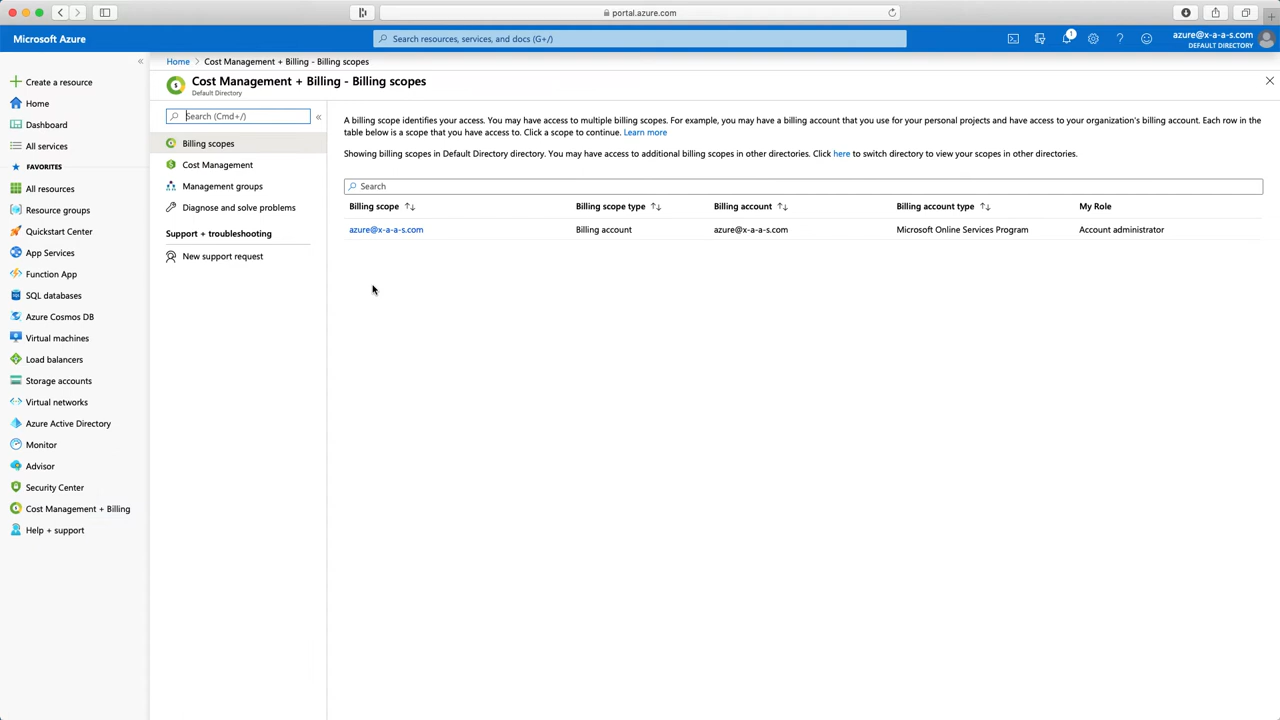 portal.azure.com
Microsoft Azure
Search resources, services, and docs (G+/)
1
azure@x-a-a-s.com
DEFAULT DIRECTORY
Create a resource
Home
Dashboard
All services
FAVORITES
All resources
Resource groups
Quickstart Center
App Services
Function App
SQL databases
Azure Cosmos DB
Virtual machines
Load balancers
Storage accounts
Virtual networks
Azure Active Directory
Monitor
Advisor
Security Center
Cost Management + Billing
Help + support
Home > Cost Management + Billing - Billing scopes
Cost Management + Billing - Billing scopes
Default Directory
Search (Cmd+/)
Billing scopes
Cost Management
Management groups
Diagnose and solve problems
Support + troubleshooting
New support request
A billing scope identifies your access. You may have access to multiple billing scopes. For example, you may have a billing account that you use for your personal projects and have access to your organization's billing account. Each row in the
table below is a scope that you have access to. Click a scope to continue. Learn more
Showing billing scopes in Default Directory directory. You may have access to additional billing scopes in other directories. Click here to switch directory to view your scopes in other directories.
Search
Billing scope Billing scope type Billing account Billing account type My Role
azure@x-a-a-s.com Billing account azure@x-a-a-s.com Microsoft Online Services Program Account administrator